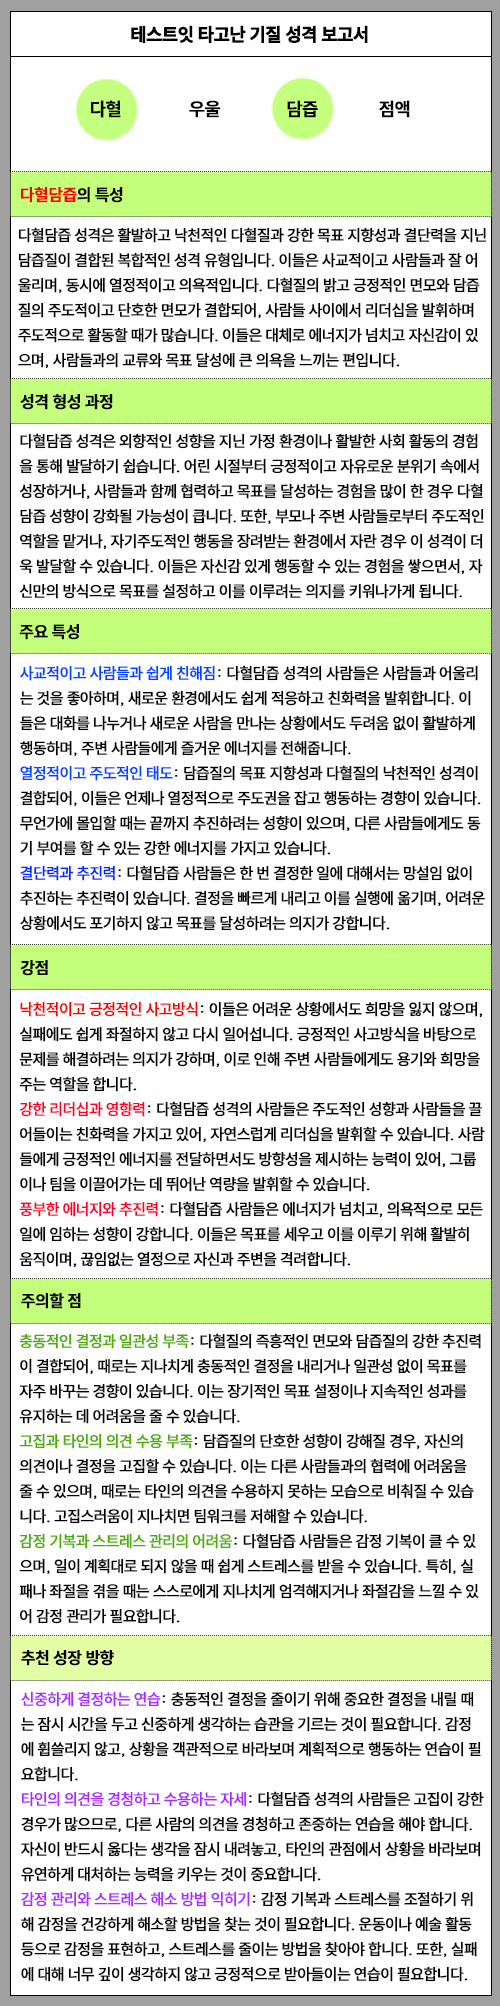 테스트잇 타고난 기질 성격 보고서
다혈 우울 담즙 점액
다혈담즙의 특성
다혈담즙 성격은 활발하고 낙천적인 다혈질과 강한 목표 지향성과 결단력을 지닌
담즙질이 결합된 복합적인 성격 유형입니다. 이들은 사교적이고 사람들과 잘 어
울리며, 동시에 열정적이고 의욕적입니다. 다혈질의 밝고 긍정적인 면모와 담즙
질의 주도적이고 단호한 면모가 결합되어, 사람들 사이에서 리더십을 발휘하며
주도적으로 활동할 때가 많습니다. 이들은 대체로 에너지가 넘치고 자신감이 있
으며, 사람들과의 교류와 목표 달성에 큰 의욕을 느끼는 편입니다.
성격 형성 과정
다혈담즙 성격은 외향적인 성향을 지닌 가정 환경이나 활발한 사회 활동의 경험
을 통해 발달하기 쉽습니다. 어린 시절부터 긍정적이고 자유로운 분위기 속에서
성장하거나, 사람들과 함께 협력하고 목표를 달성하는 경험을 많이 한 경우 다혈
담즙 성향이 강화될 가능성이 큽니다. 또한, 부모나 주변 사람들로부터 주도적인
역할을 맡거나, 자기주도적인 행동을 장려받는 환경에서 자란 경우 이 성격이 더
욱 발달할 수 있습니다. 이들은 자신감 있게 행동할 수 있는 경험을 쌓으면서, 자
신만의 방식으로 목표를 설정하고 이를 이루려는 의지를 키워나가게 됩니다.
주요 특성
사교적이고 사람들과 쉽게 친해짐: 다혈담즙 성격의 사람들은 사람들과 어울리
는 것을 좋아하며, 새로운 환경에서도 쉽게 적응하고 친화력을 발휘합니다. 이
들은 대화를 나누거나 새로운 사람을 만나는 상황에서도 두려움 없이 활발하게
행동하며, 주변 사람들에게 즐거운 에너지를 전해줍니다.
열정적이고 주도적인 태도: 담즙질의 목표 지향성과 다혈질의 낙천적인 성격이
결합되어, 이들은 언제나 열정적으로 주도권을 잡고 행동하는 경향이 있습니다.
무언가에 몰입할 때는 끝까지 추진하려는 성향이 있으며, 다른 사람들에게도 동
기 부여를 할 수 있는 강한 에너지를 가지고 있습니다.
결단력과 추진력: 다혈담즙 사람들은 한 번 결정한 일에 대해서는 망설임 없이
추진하는 추진력이 있습니다. 결정을 빠르게 내리고 이를 실행에 옮기며, 어려운
상황에서도 포기하지 않고 목표를 달성하려는 의지가 강합니다.
강점
낙천적이고 긍정적인 사고방식: 이들은 어려운 상황에서도 희망을 잃지 않으며,
실패에도 쉽게 좌절하지 않고 다시 일어섭니다. 긍정적인 사고방식을 바탕으로
문제를 해결하려는 의지가 강하며, 이로 인해 주변 사람들에게도 용기와 희망을
주는 역할을 합니다.
강한 리더십과 영향력: 다혈담즙 성격의 사람들은 주도적인 성향과 사람들을 끌
어들이는 친화력을 가지고 있어, 자연스럽게 리더십을 발휘할 수 있습니다. 사람
들에게 긍정적인 에너지를 전달하면서도 방향성을 제시하는 능력이 있어, 그룹
이나 팀을 이끌어가는 데 뛰어난 역량을 발휘할 수 있습니다.
풍부한 에너지와 추진력: 다혈담즙 사람들은 에너지가 넘치고, 의욕적으로 모든
일에 임하는 성향이 강합니다. 이들은 목표를 세우고 이를 이루기 위해 활발히
움직이며, 끊임없는 열정으로 자신과 주변을 격려합니다.
주의할 점
충동적인 결정과 일관성 부족: 다혈질의 즉흥적인 면모와 담즙질의 강한 추진력
이 결합되어, 때로는 지나치게 충동적인 결정을 내리거나 일관성 없이 목표를
자주 바꾸는 경향이 있습니다. 이는 장기적인 목표 설정이나 지속적인 성과를
유지하는 데 어려움을 줄 수 있습니다.
고집과 타인의 의견 수용 부족: 담즙질의 단호한 성향이 강해질 경우, 자신의
의견이나 결정을 고집할 수 있습니다. 이는 다른 사람들과의 협력에 어려움을
줄 수 있으며, 때로는 타인의 의견을 수용하지 못하는 모습으로 비춰질 수 있습
니다. 고집스러움이 지나치면 팀워크를 저해할 수 있습니다.
감정 기복과 스트레스 관리의 어려움: 다혈담즙 사람들은 감정 기복이 클 수 있
으며, 일이 계획대로 되지 않을 때 쉽게 스트레스를 받을 수 있습니다. 특히, 실
패나 좌절을 겪을 때는 스스로에게 지나치게 엄격해지거나 좌절감을 느낄 수 있
어 감정 관리가 필요합니다.
추천 성장 방향
신중하게 결정하는 연습: 충동적인 결정을 줄이기 위해 중요한 결정을 내릴 때
는 잠시 시간을 두고 신중하게 생각하는 습관을 기르는 것이 필요합니다. 감정
에 휩쓸리지 않고, 상황을 객관적으로 바라보며 계획적으로 행동하는 연습이 필
요합니다.
타인의 의견을 경청하고 수용하는 자세: 다혈담즙 성격의 사람들은 고집이 강한
경우가 많으므로, 다른 사람의 의견을 경청하고 존중하는 연습을 해야 합니다.
자신이 반드시 옳다는 생각을 잠시 내려놓고, 타인의 관점에서 상황을 바라보며
유연하게 대처하는 능력을 키우는 것이 중요합니다.
감정 관리와 스트레스 해소 방법 익히기: 감정 기복과 스트레스를 조절하기 위
해 감정을 건강하게 해소할 방법을 찾는 것이 필요합니다. 운동이나 예술 활동
등으로 감정을 표현하고, 스트레스를 줄이는 방법을 찾아야 합니다. 또한, 실패
에 대해 너무 깊이 생각하지 않고 긍정적으로 받아들이는 연습이 필요합니다.